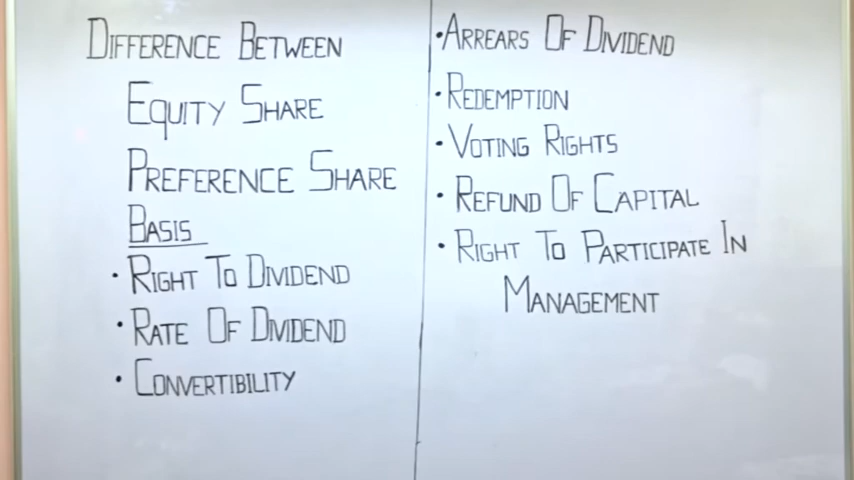 DIFFERENCE BETWEEN
EQUITY SHARE
PREFERENCE SHARE
BASIS
• RIGHT TO DIVIDEND
• RATE OF DIVIDEND
• CONVERTIBILITY
• ARREARS OF DIVIDEND
• REDEMPTION
• VOTING RIGHTS
• REFUND OF CAPITAL
• RIGHT TO PARTICIPATE IN
MANAGEMENT